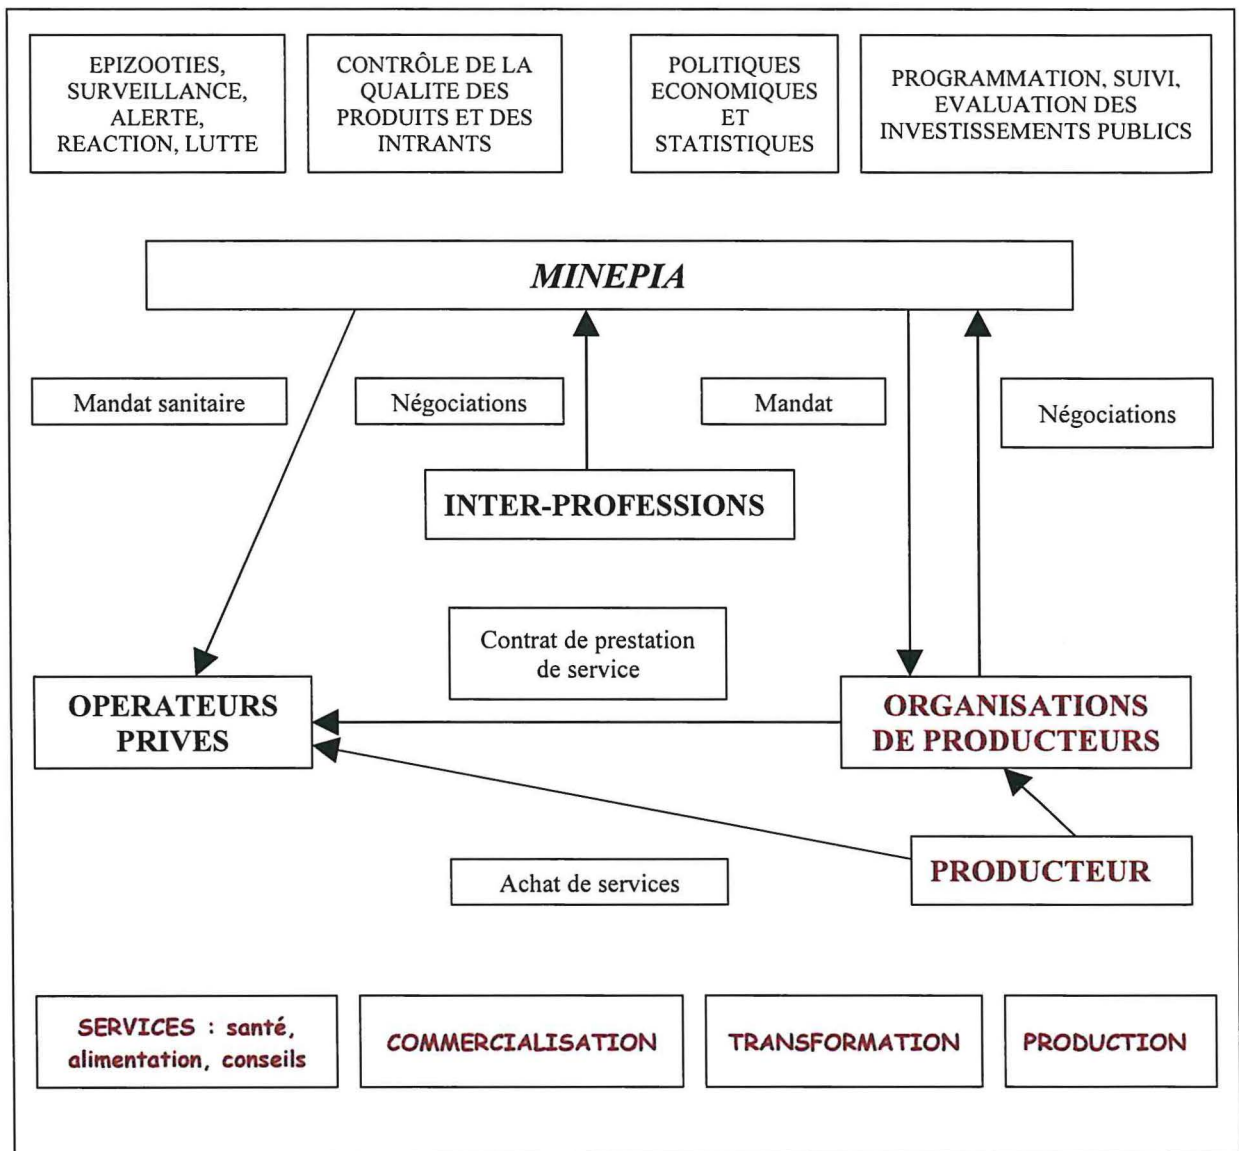 EPIZOOTIES,
SURVEILLANCE,
ALERTE,
REACTION, LUTTE
CONTRÔLE DE LA
QUALITE DES
PRODUITS ET DES
INTRANTS
POLITIQUES
ECONOMIQUES
ET
STATISTIQUES
PROGRAMMATION, SUIVI,
EVALUATION DES
INVESTISSEMENTS PUBLICS
MINEPIA
Mandat sanitaire
Négociations
Mandat
Négociations
INTER-PROFESSIONS
Contrat de prestation
de service
OPERATEURS
PRIVES
ORGANISATIONS
DE PRODUCTEURS
PRODUCTEUR
Achat de services
SERVICES : santé,
alimentation, conseils
COMMERCIALISATION
TRANSFORMATION
PRODUCTION